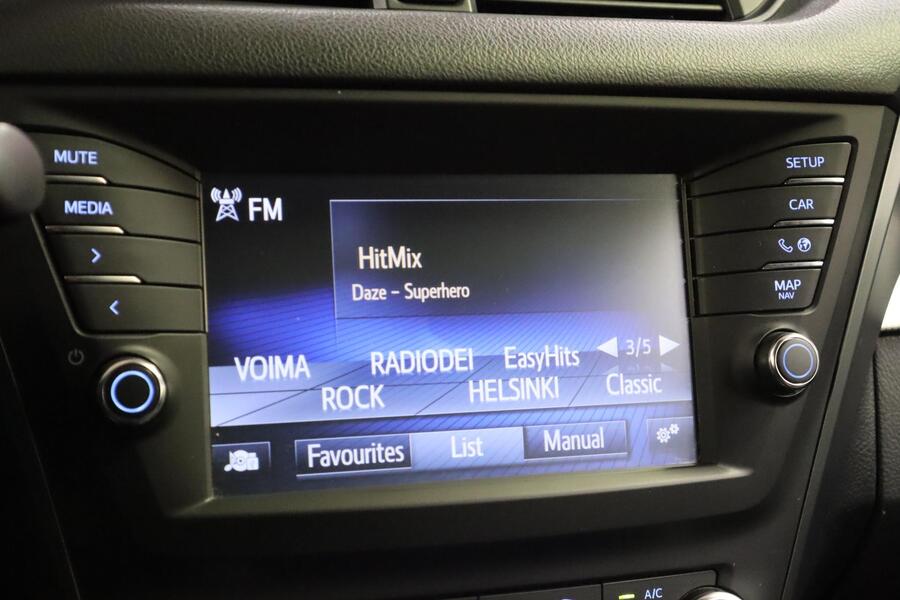 MUTE
MEDIA
>
<
SETUP
CAR
MAP
NAV
FM
HitMix
Daze – Superhero
VOIMA RADIODEI EasyHits ◀ 3/5 ▶
ROCK HELSINKI Classic
Favourites List Manual
A/C